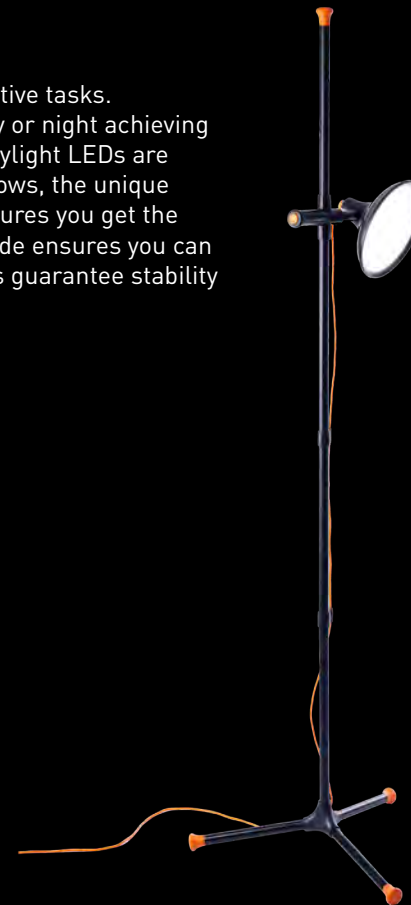 tive tasks.
y or night achieving
ylight LEDs are
ows, the unique
ures you get the
de ensures you can
s guarantee stability